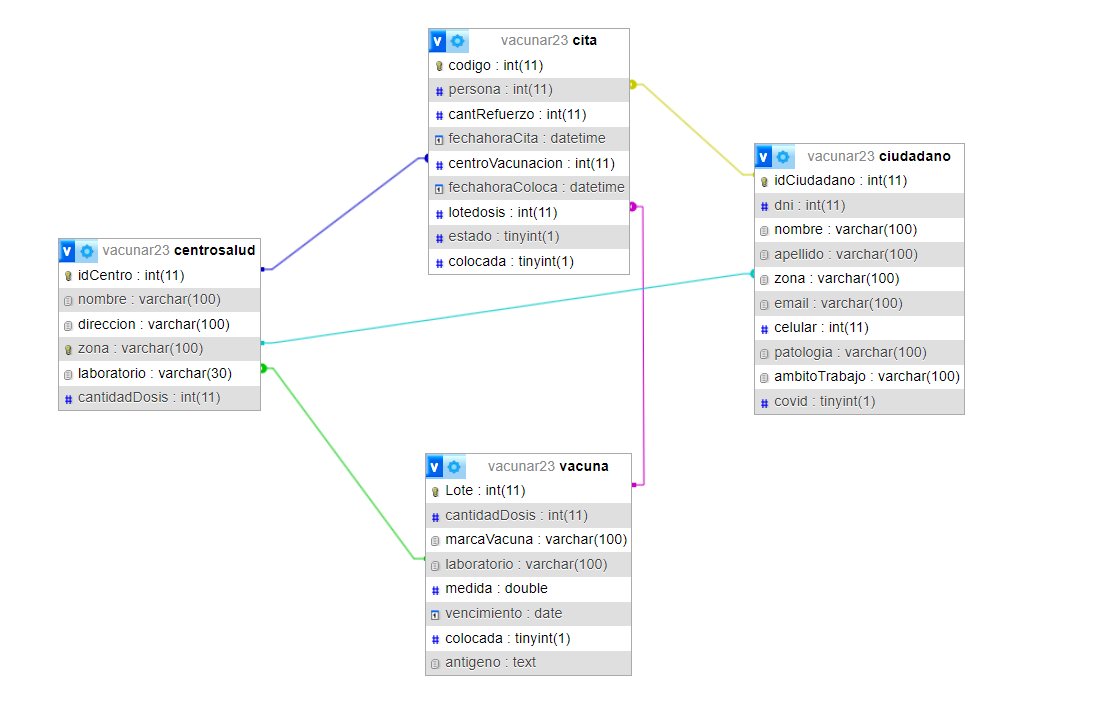 v vacunar23 cita
codigo : int(11)
# persona : int(11)
# cantRefuerzo : int(11)
fechahoraCita : datetime
# centroVacunacion : int(11)
fechahoraColoca : datetime
# lotedosis : int(11)
# estado : tinyint(1)
# colocada : tinyint(1)
v vacunar23 ciudadano
idCiudadano : int(11)
# dni : int(11)
nombre : varchar(100)
apellido : varchar(100)
zona : varchar(100)
email : varchar(100)
# celular : int(11)
patologia : varchar(100)
ambitoTrabajo : varchar(100)
# covid : tinyint(1)
v vacunar23 centrosalud
idCentro : int(11)
nombre : varchar(100)
direccion : varchar(100)
zona : varchar(100)
laboratorio : varchar(30)
# cantidadDosis : int(11)
v vacunar23 vacuna
Lote : int(11)
# cantidadDosis : int(11)
marcaVacuna : varchar(100)
laboratorio : varchar(100)
# medida : double
vencimiento : date
# colocada : tinyint(1)
antigeno : text